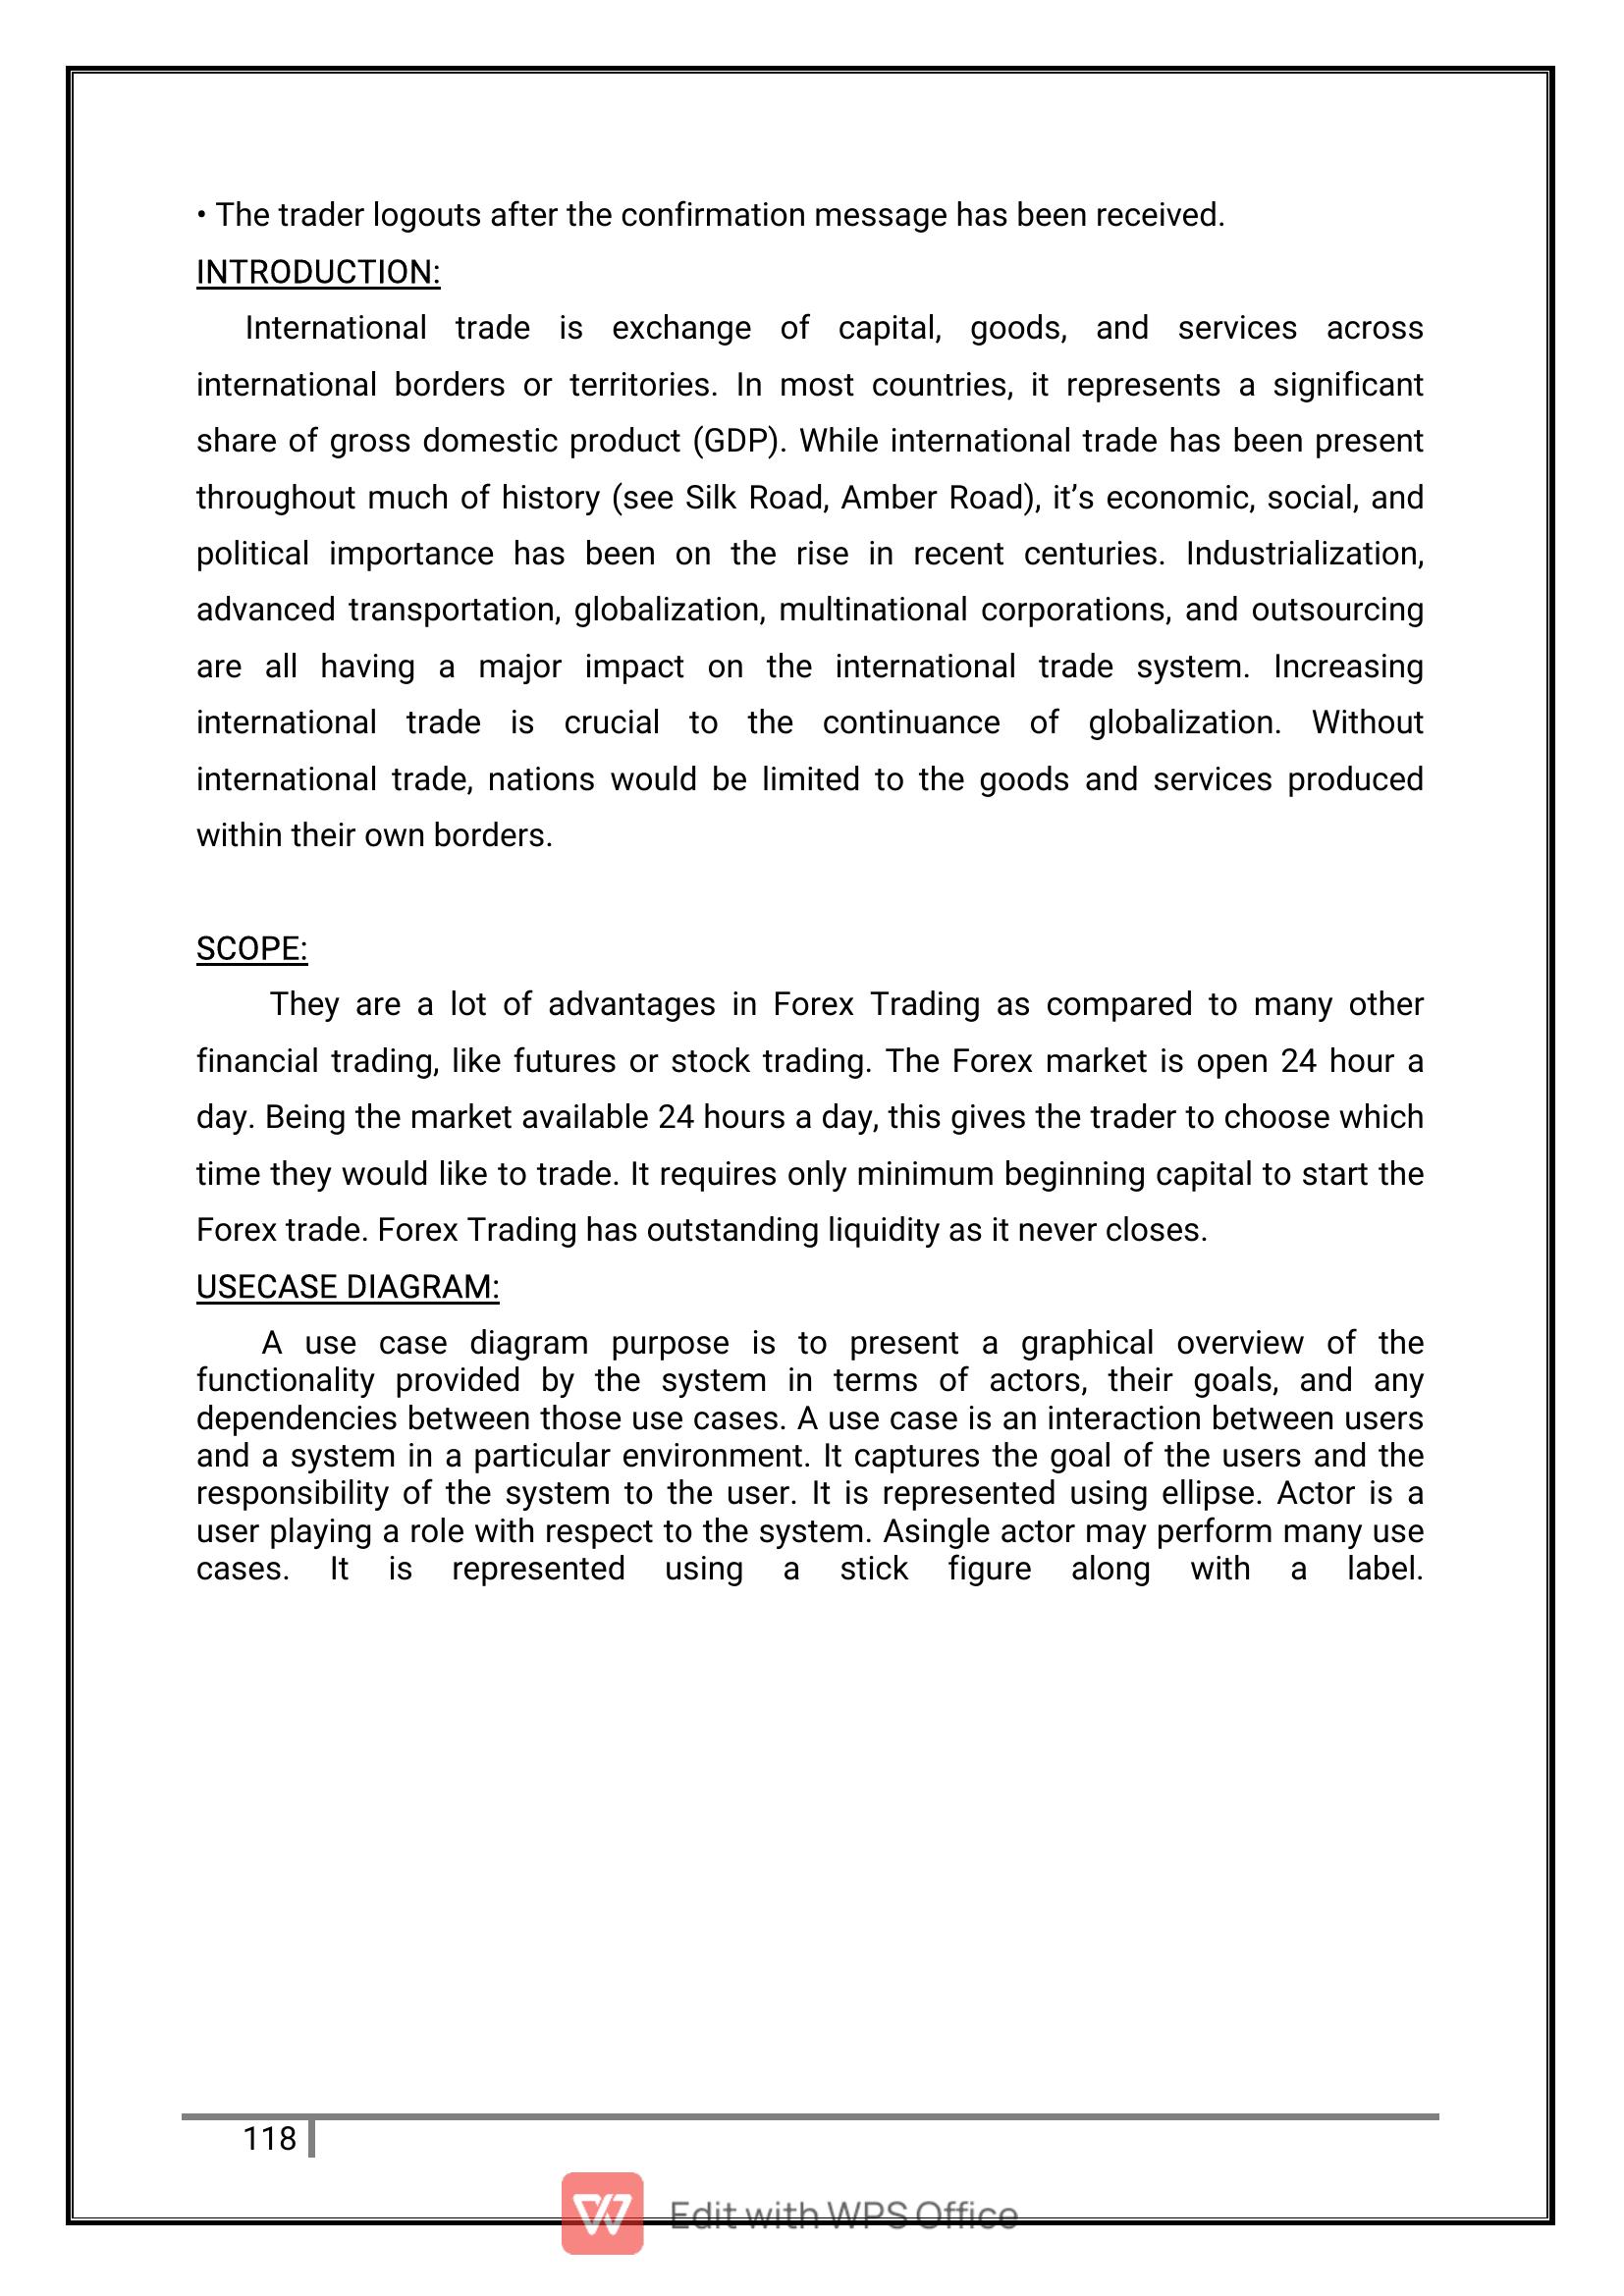 • The trader logouts after the confirmation message has been received.
INTRODUCTION:
International trade is exchange of capital, goods, and services across
international borders or territories. In most countries, it represents a significant
share of gross domestic product (GDP). While international trade has been present
throughout much of history (see Silk Road, Amber Road), it’s economic, social, and
political importance has been on the rise in recent centuries. Industrialization,
advanced transportation, globalization, multinational corporations, and outsourcing
are all having a major impact on the international trade system. Increasing
international trade is crucial to the continuance of globalization. Without
international trade, nations would be limited to the goods and services produced
within their own borders.
SCOPE:
They are a lot of advantages in Forex Trading as compared to many other
financial trading, like futures or stock trading. The Forex market is open 24 hour a
day. Being the market available 24 hours a day, this gives the trader to choose which
time they would like to trade. It requires only minimum beginning capital to start the
Forex trade. Forex Trading has outstanding liquidity as it never closes.
USECASE DIAGRAM:
A use case diagram purpose is to present a graphical overview of the
functionality provided by the system in terms of actors, their goals, and any
dependencies between those use cases. A use case is an interaction between users
and a system in a particular environment. It captures the goal of the users and the
responsibility of the system to the user. It is represented using ellipse. Actor is a
user playing a role with respect to the system. Asingle actor may perform many use
cases. It is represented using a stick figure along with a label.
118
Edit with WPS Office